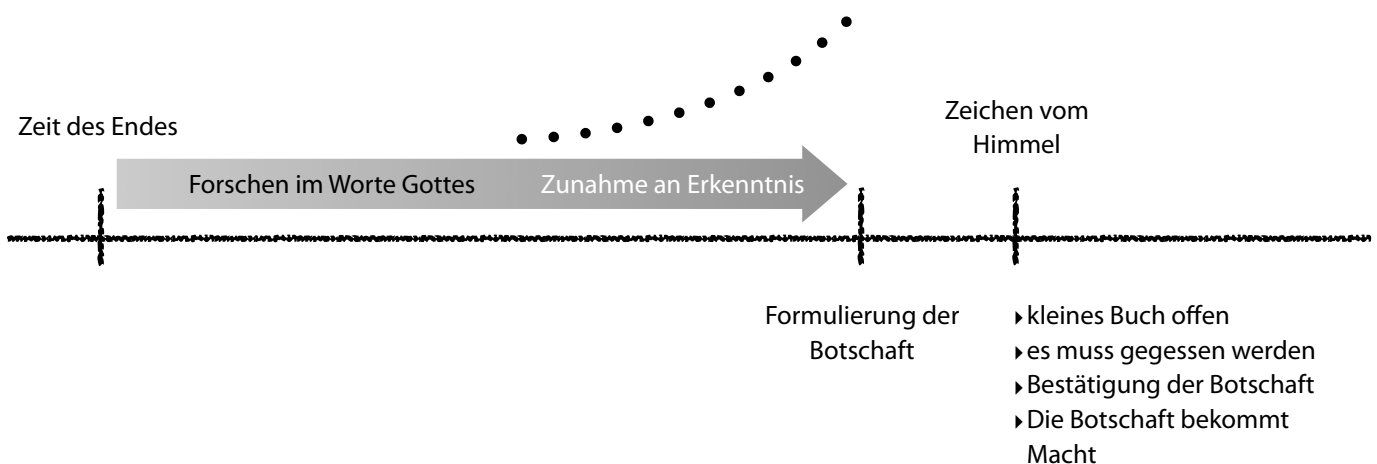 Zeichen vom
Himmel
Zeit des Endes
Forschen im Worte Gottes
Zunahme an Erkenntnis
Formulierung der
Botschaft
‣ kleines Buch offen
‣ es muss gegessen werden
‣ Bestätigung der Botschaft
‣ Die Botschaft bekommt
Macht